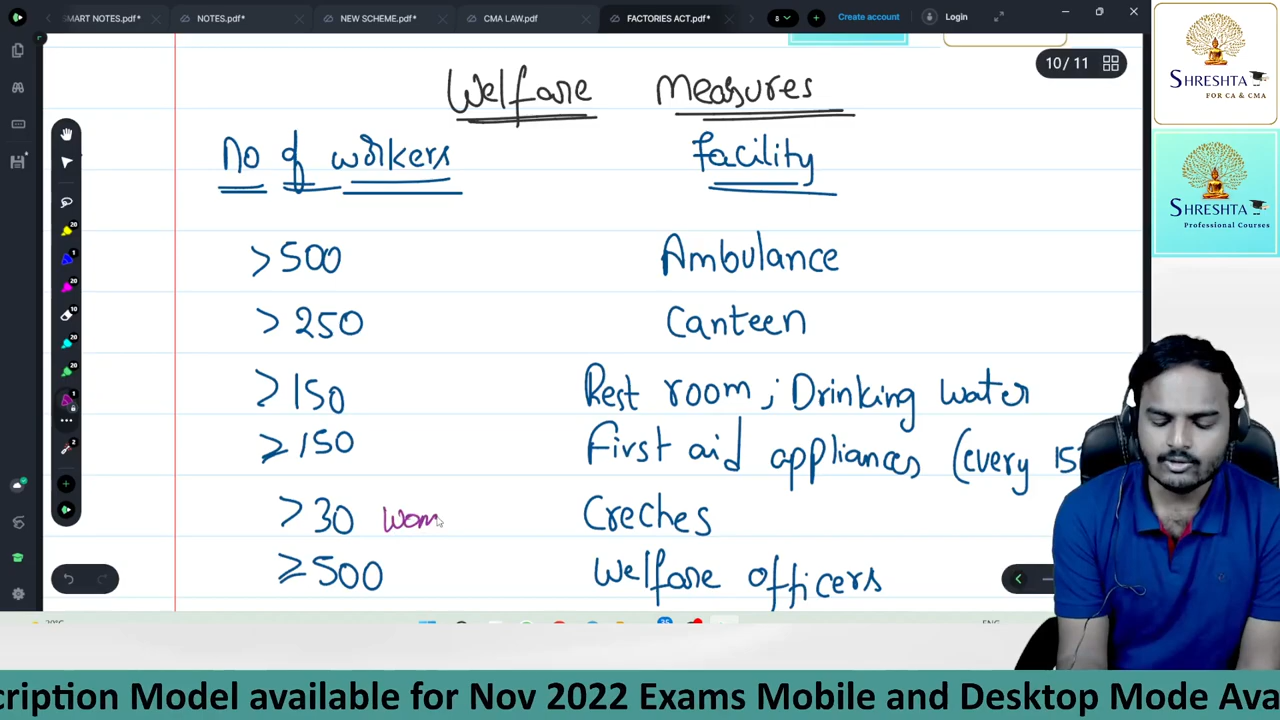 SMART NOTES.pdf*
NOTES.pdf*
NEW SCHEME.pdf*
CMA LAW.pdf
FACTORIES ACT.pdf*
8
Create account
Login
10/11
Welfare Measures
No of workers Facility
>500 Ambulance
>250 Canteen
>150 Rest room; Drinking water
≥150 First aid appliances (every 15
>30 wom Creches
≥500 Welfare officers
SHRESHTA
FOR CA & CMA
SHRESHTA
Professional Courses
ENG
cription Model available for Nov 2022 Exams Mobile and Desktop Mode Ava